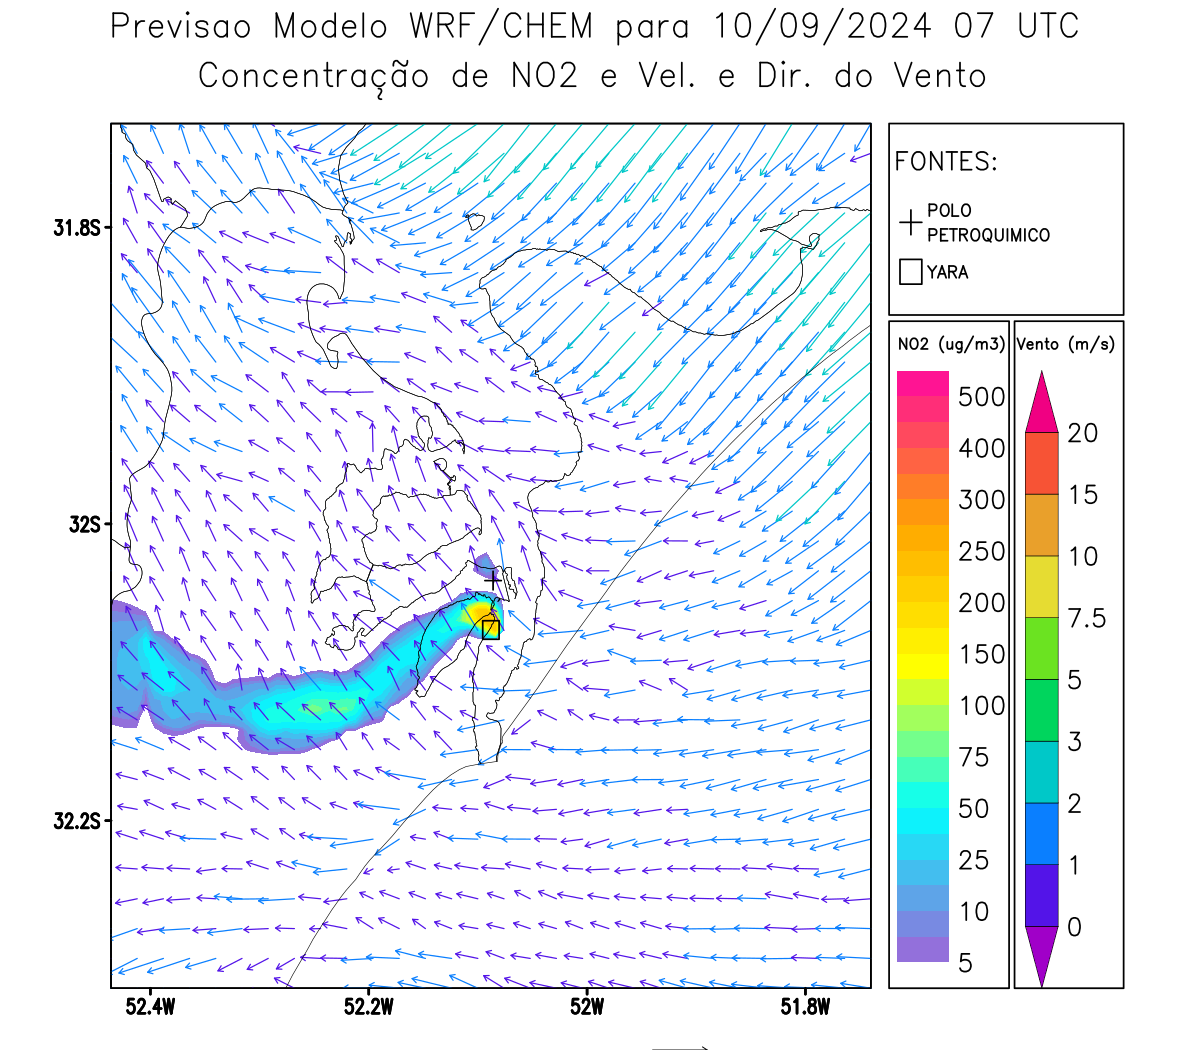 Previsao Modelo WRF/CHEM para 10/09/2024 07 UTC
Concentração de NO2 e Vel. e Dir. do Vento
FONTES:
POLO
PETROQUIMICO
YARA
31.8S
32S
32.2S
52.4W
52.2W
52W
51.8W
NO2 (ug/m3)
500
400
300
250
200
150
100
75
50
25
10
5
Vento (m/s)
20
15
10
7.5
5
3
2
1
0